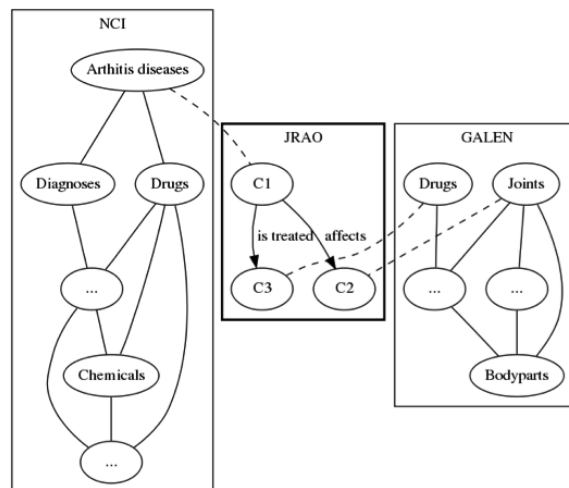 NCI
Arthitis diseases
Diagnoses
Drugs
...
Chemicals
...
JRAO
C1
is treated
affects
C3
C2
GALEN
Drugs
Joints
...
...
Bodyparts